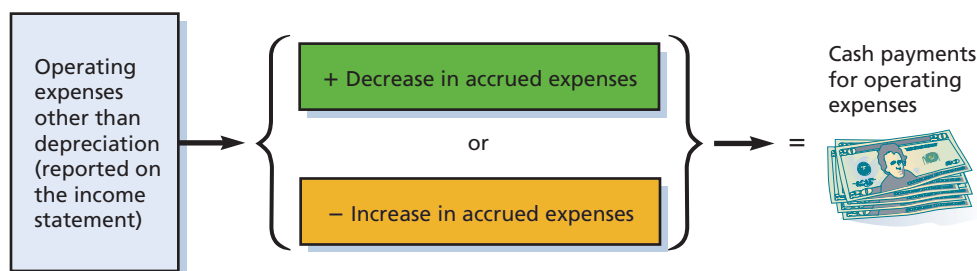 Operating
expenses
other than
depreciation
(reported on
the income
statement)
+ Decrease in accrued expenses
or
− Increase in accrued expenses
=
Cash payments
for operating
expenses